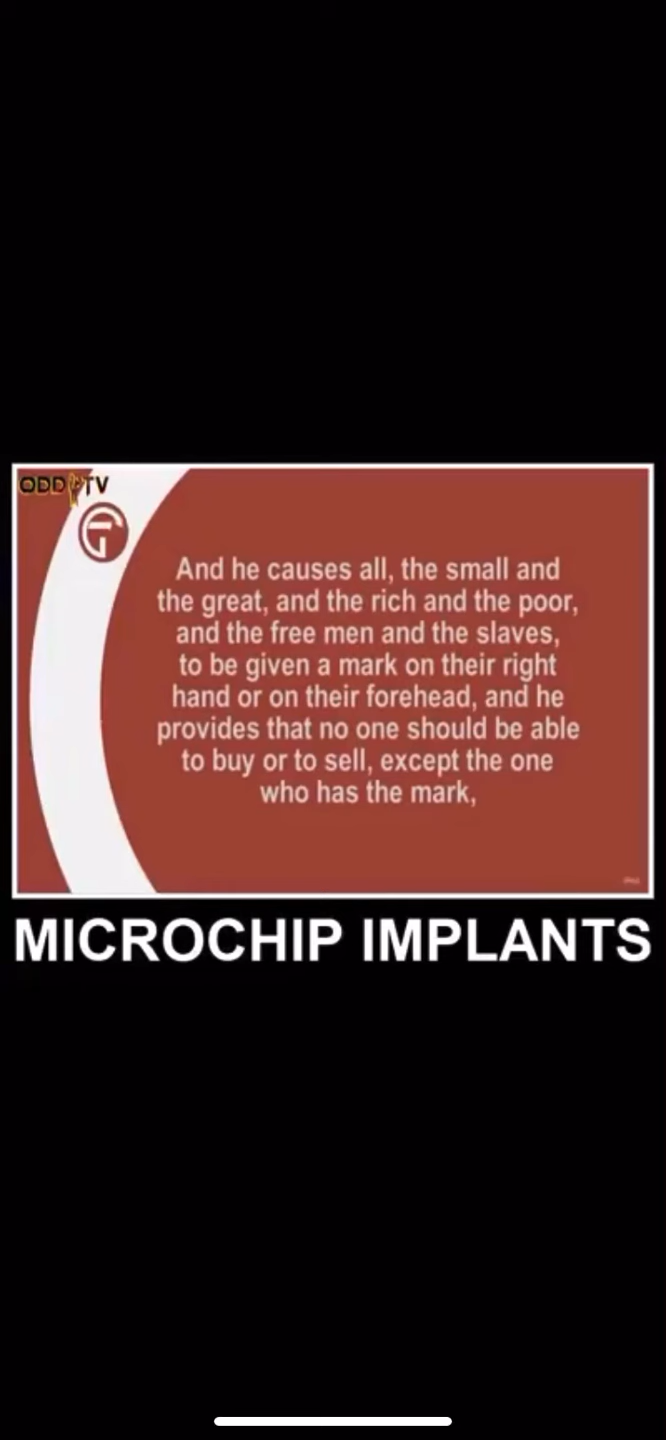 ODD TV
And he causes all, the small and
the great, and the rich and the poor,
and the free men and the slaves,
to be given a mark on their right
hand or on their forehead, and he
provides that no one should be able
to buy or to sell, except the one
who has the mark,
MICROCHIP IMPLANTS